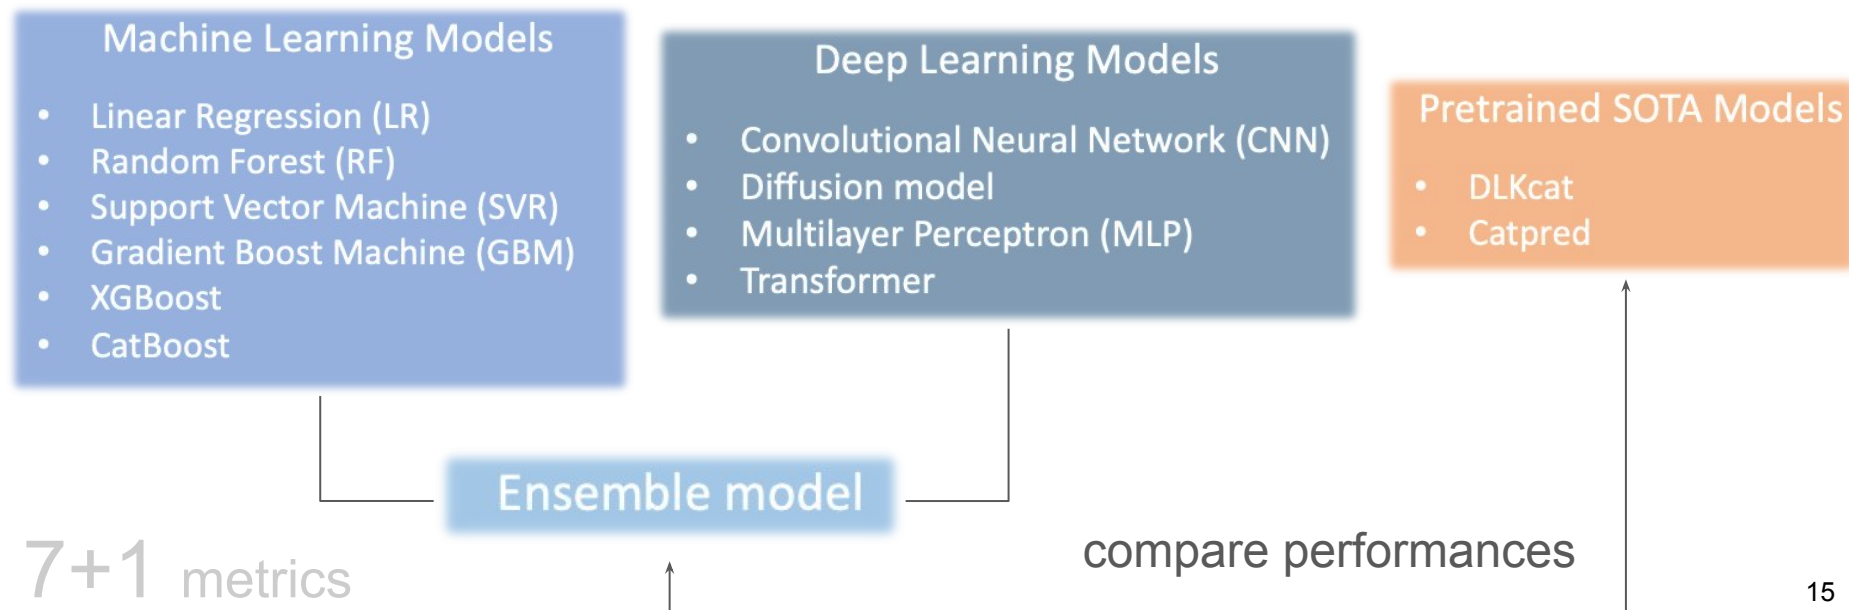 Machine Learning Models
• Linear Regression (LR)
• Random Forest (RF)
• Support Vector Machine (SVR)
• Gradient Boost Machine (GBM)
• XGBoost
• CatBoost
Deep Learning Models
• Convolutional Neural Network (CNN)
• Diffusion model
• Multilayer Perceptron (MLP)
• Transformer
Pretrained SOTA Models
• DLKcat
• Catpred
Ensemble model
7+1 metrics
compare performances
15